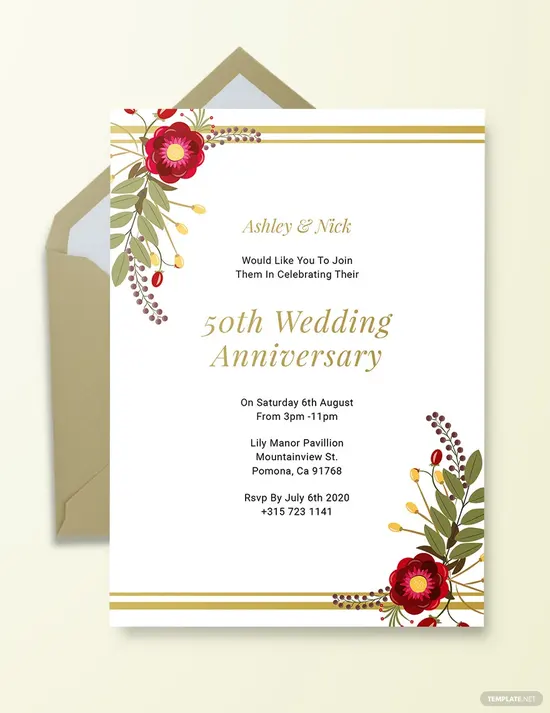 Ashley & Nick
Would Like You To Join
Them In Celebrating Their
50th Wedding
Anniversary
On Saturday 6th August
From 3pm -11pm
Lily Manor Pavillion
Mountainview St.
Pomona, Ca 91768
Rsvp By July 6th 2020
+315 723 1141
TEMPLATE.NET